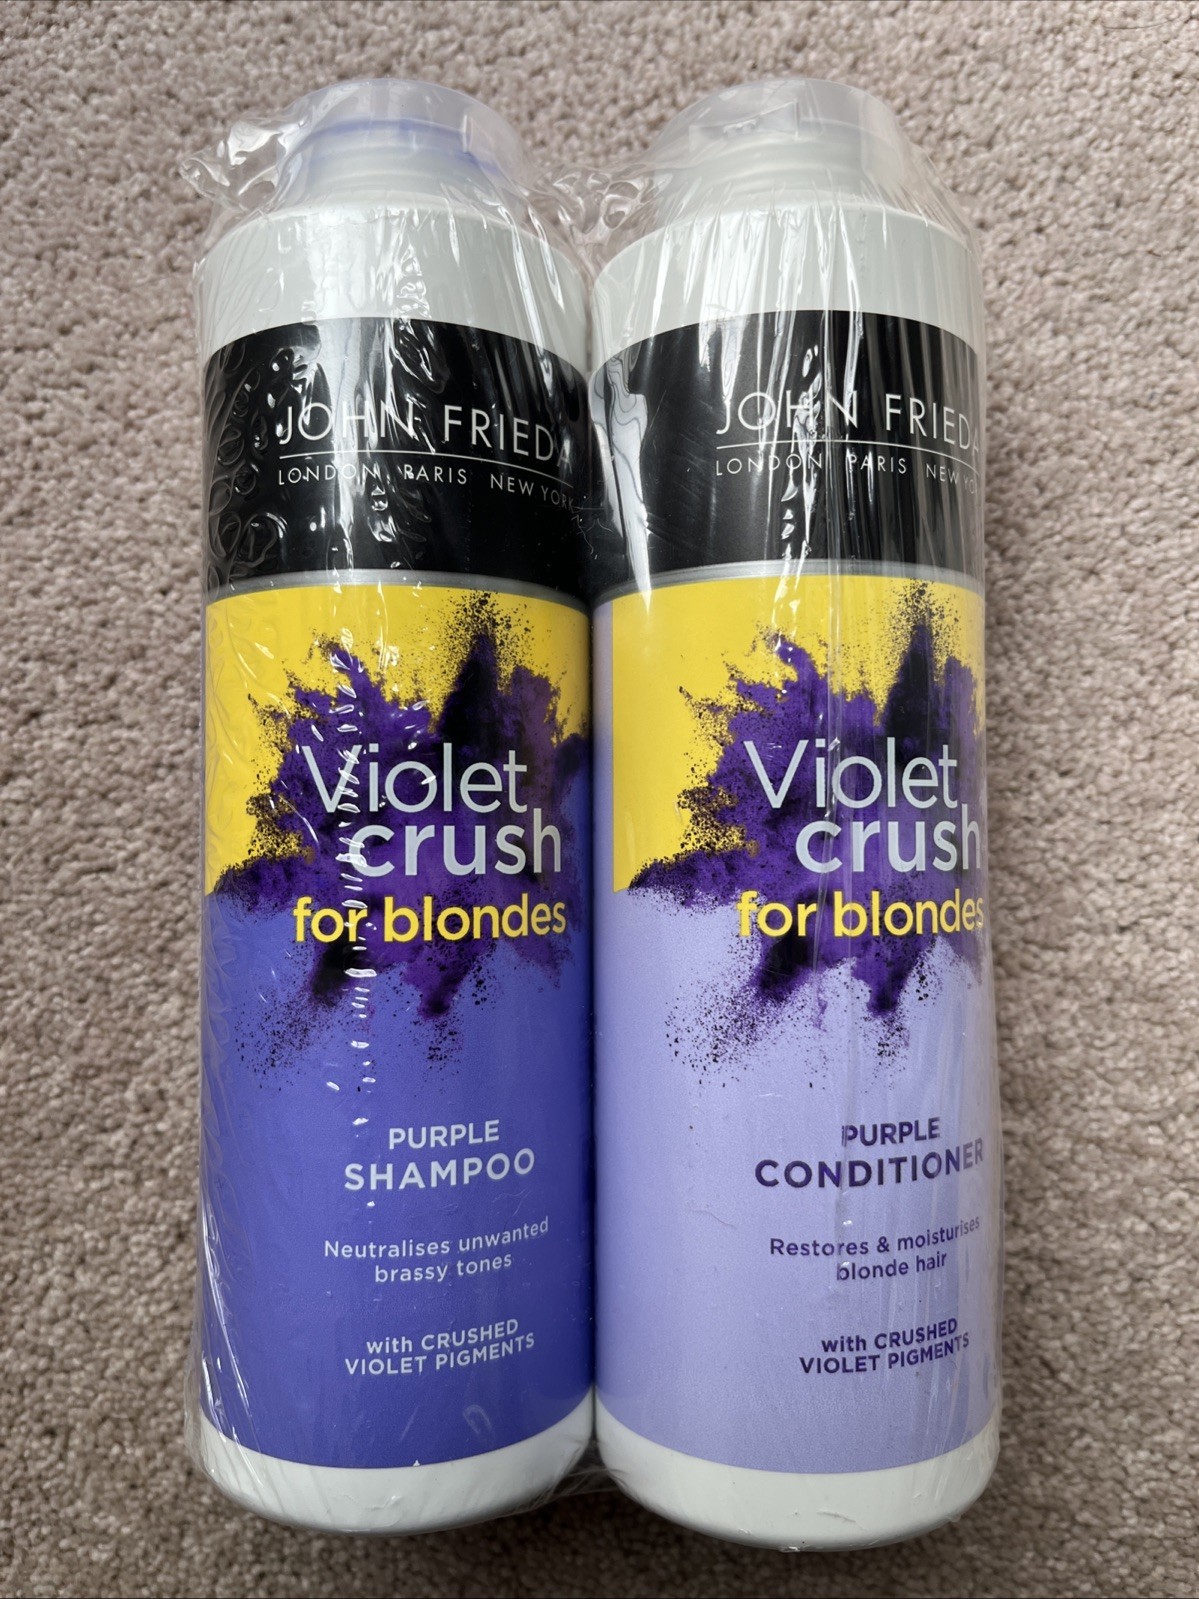 JOHN FRIEDA
LONDON PARIS NEW YORK
Violet
crush
for blondes
PURPLE
SHAMPOO
Neutralises unwanted
brassy tones
with CRUSHED
VIOLET PIGMENTS
JOHN FRIEDA
LONDON PARIS NEW YO
Violet
crush
for blondes
PURPLE
CONDITIONER
Restores & moisturises
blonde hair
with CRUSHED
VIOLET PIGMENTS